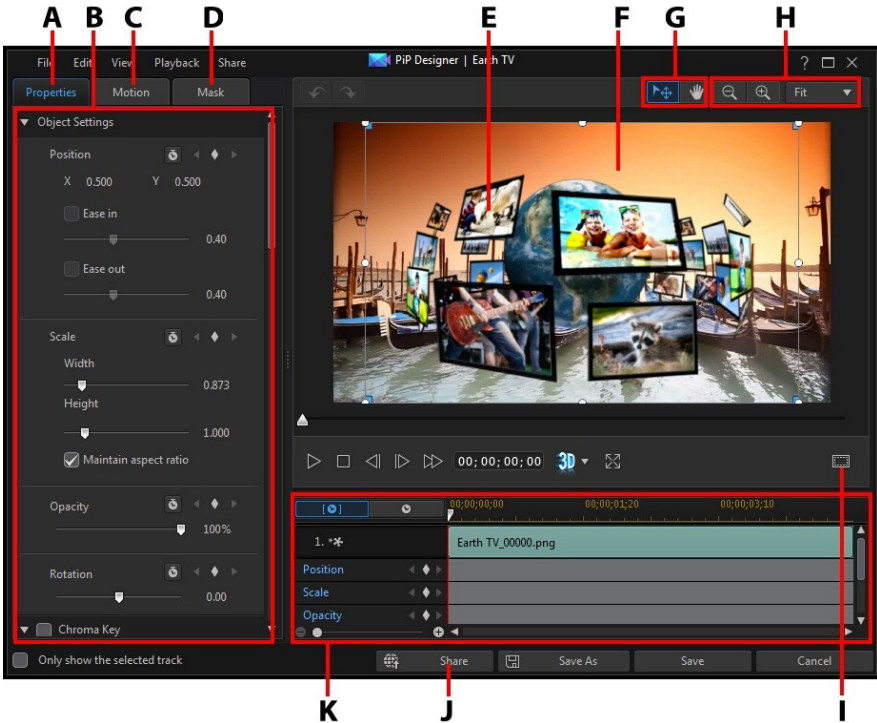 A B C D E F G H
File Edit View Playback Share PiP Designer | Earth TV ?
Properties Motion Mask
Fit
Object Settings
Position
X 0.500 Y 0.500
Ease in
0.40
Ease out
0.40
Scale
Width
0.873
Height
1.000
Maintain aspect ratio
Opacity
100%
Rotation
0.00
Chroma Key
00;00;00;00 3D
00;00;00;00 00;00;01;20 00;00;03;10
1. Earth TV_00000.png
Position
Scale
Opacity
Only show the selected track Share Save As Save Cancel
K J I